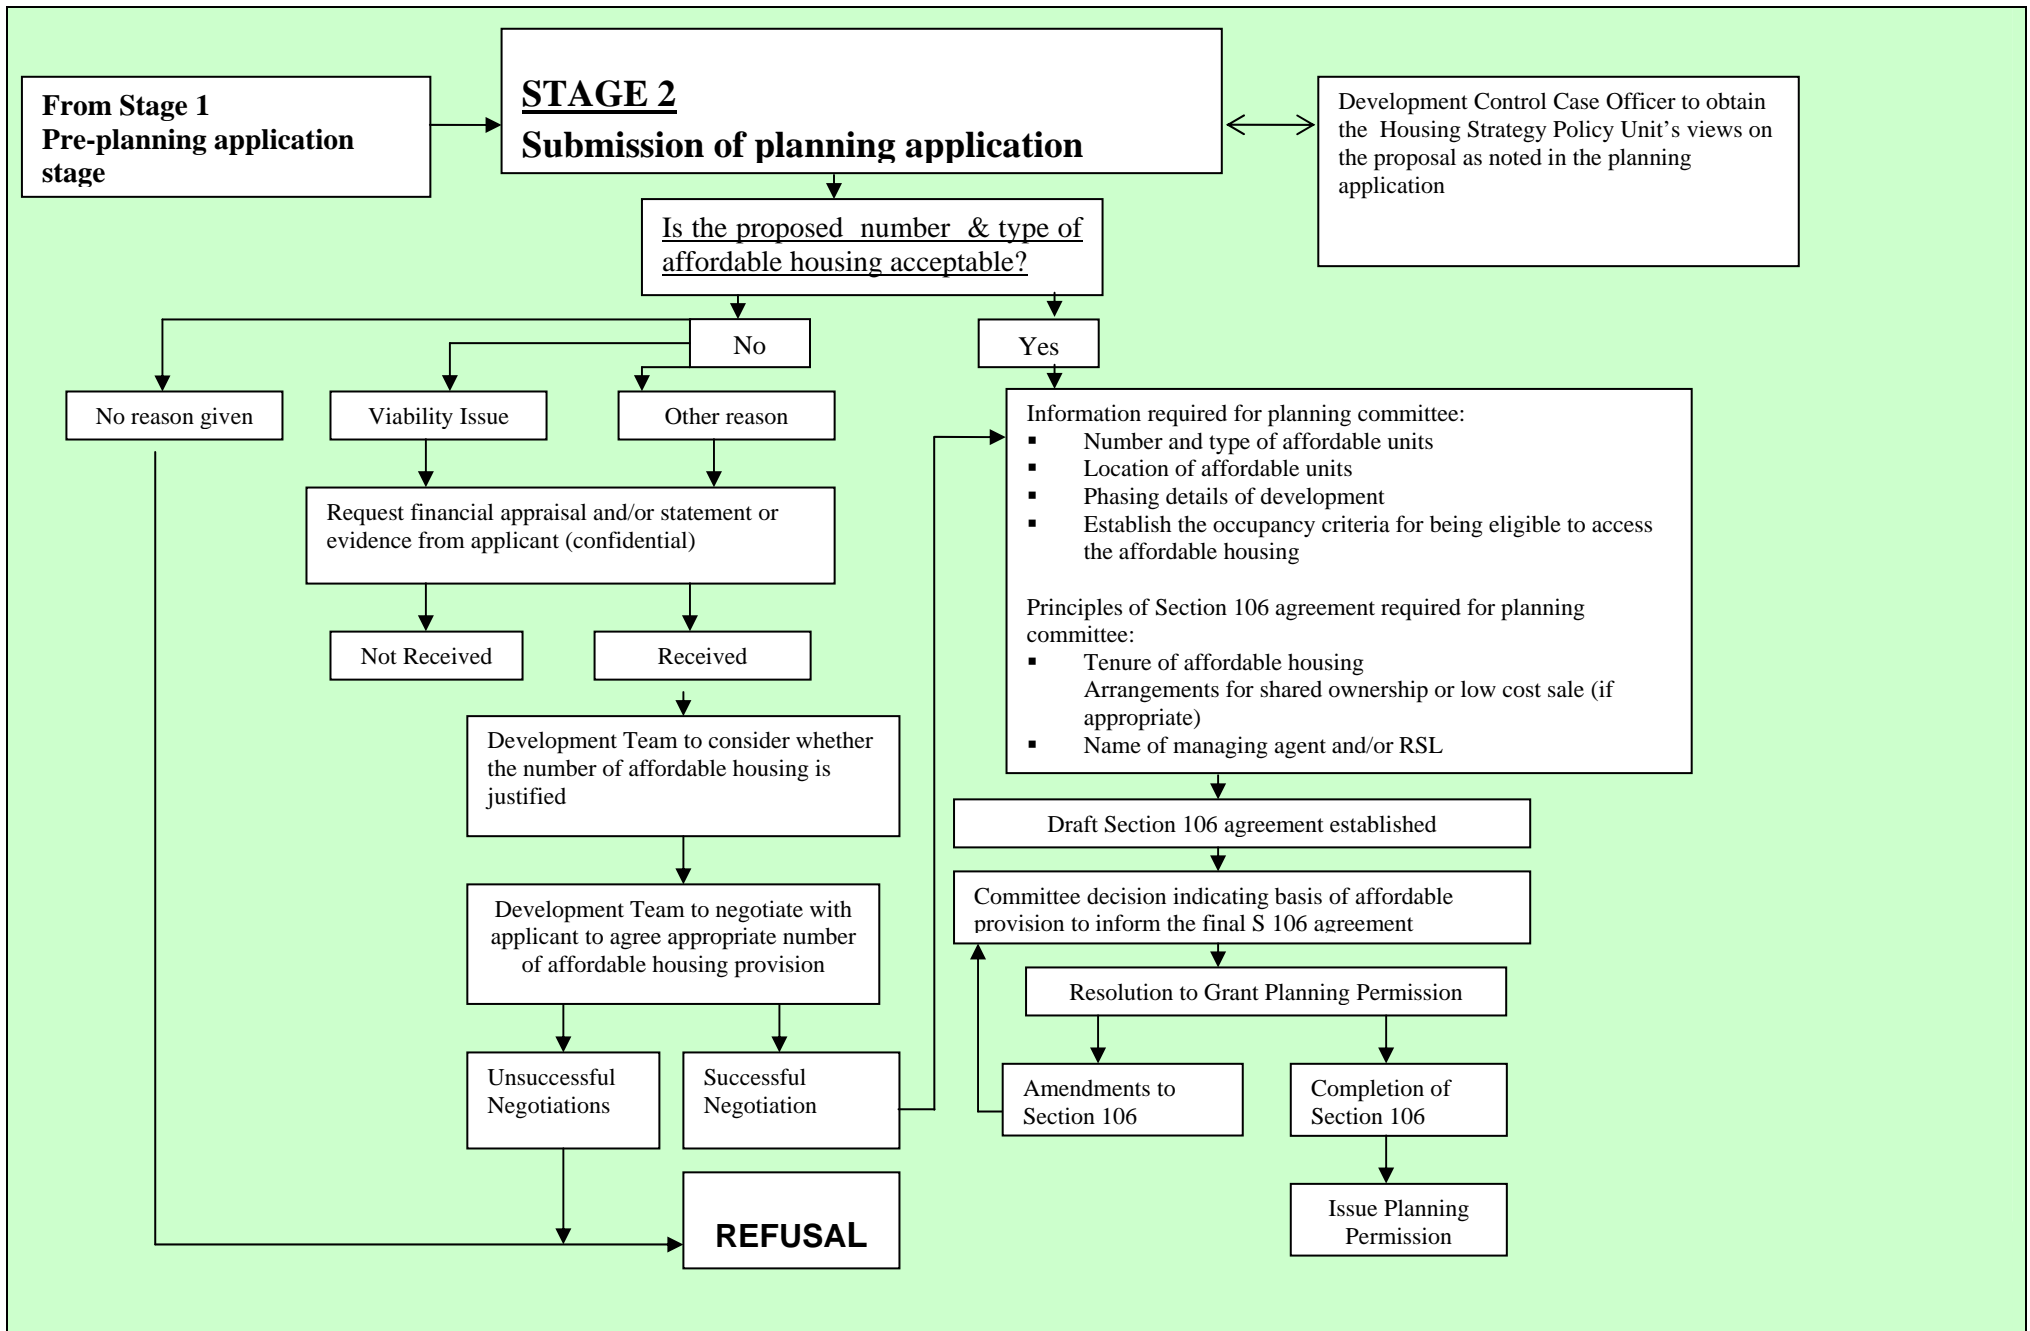 From Stage 1
Pre-planning application
stage
STAGE 2
Submission of planning application
Development Control Case Officer to obtain
the Housing Strategy Policy Unit's views on
the proposal as noted in the planning
application
Is the proposed number & type of
affordable housing acceptable?
No
Yes
No reason given
Viability Issue
Other reason
Request financial appraisal and/or statement or
evidence from applicant (confidential)
Not Received
Received
Development Team to consider whether
the number of affordable housing is
justified
Development Team to negotiate with
applicant to agree appropriate number
of affordable housing provision
Unsuccessful
Negotiations
Successful
Negotiation
REFUSAL
Information required for planning committee:
▪ Number and type of affordable units
▪ Location of affordable units
▪ Phasing details of development
▪ Establish the occupancy criteria for being eligible to access
the affordable housing
Principles of Section 106 agreement required for planning
committee:
▪ Tenure of affordable housing
Arrangements for shared ownership or low cost sale (if
appropriate)
▪ Name of managing agent and/or RSL
Draft Section 106 agreement established
Committee decision indicating basis of affordable
provision to inform the final S 106 agreement
Resolution to Grant Planning Permission
Amendments to
Section 106
Completion of
Section 106
Issue Planning
Permission